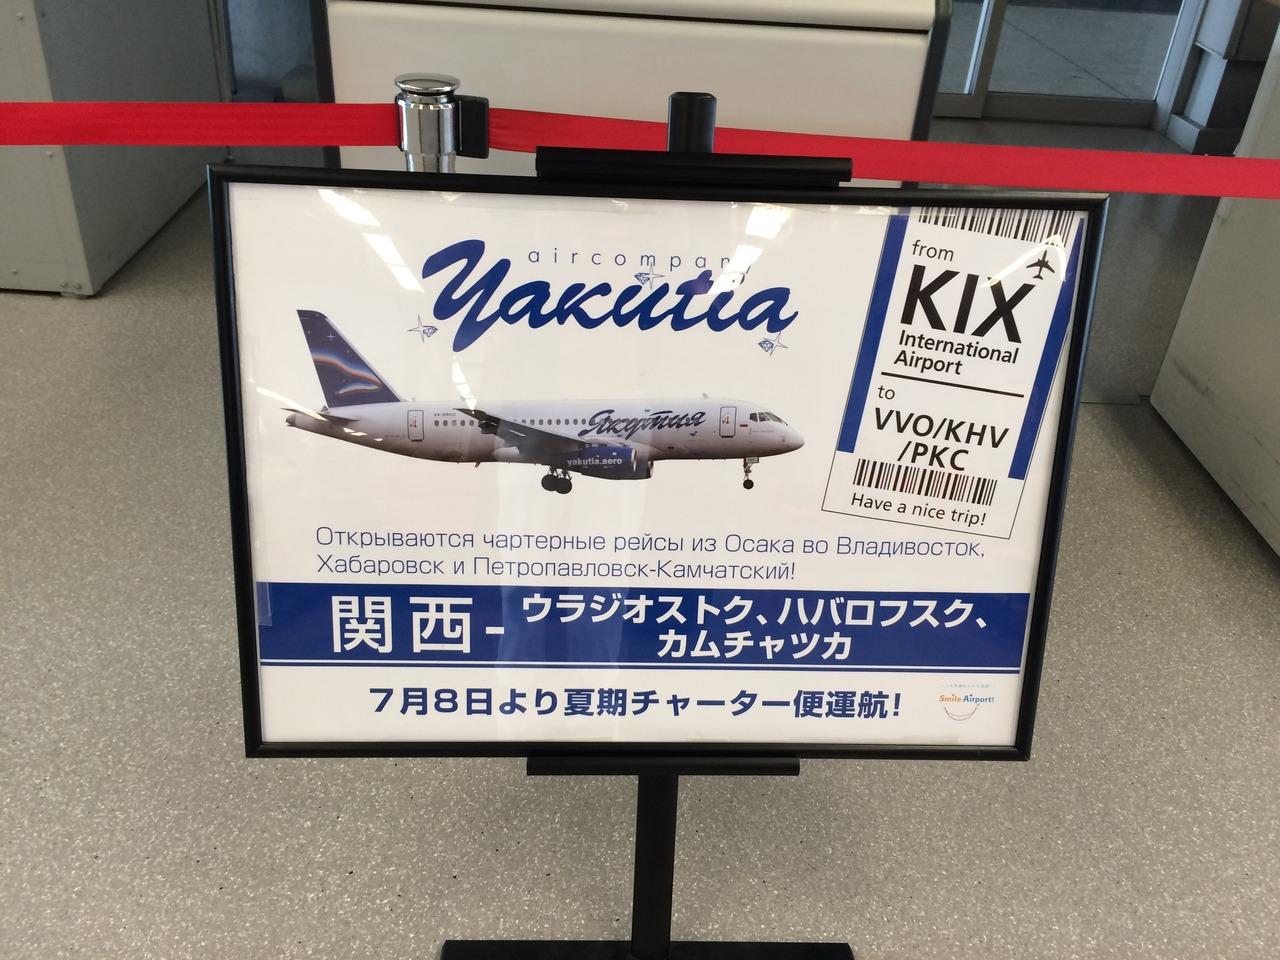 aircompany
Yakutia
from
KIX
International
Airport
to
VVO/KHV
/PKC
Have a nice trip!
Якутия
yakutia.aero
Открываются чартерные рейсы из Осака во Владивосток,
Хабаровск и Петропавловск-Камчатский!
関西-ウラジオストク、ハバロフスク、
カムチャツカ
7月8日より夏期チャーター便運航!
Smile Airport!